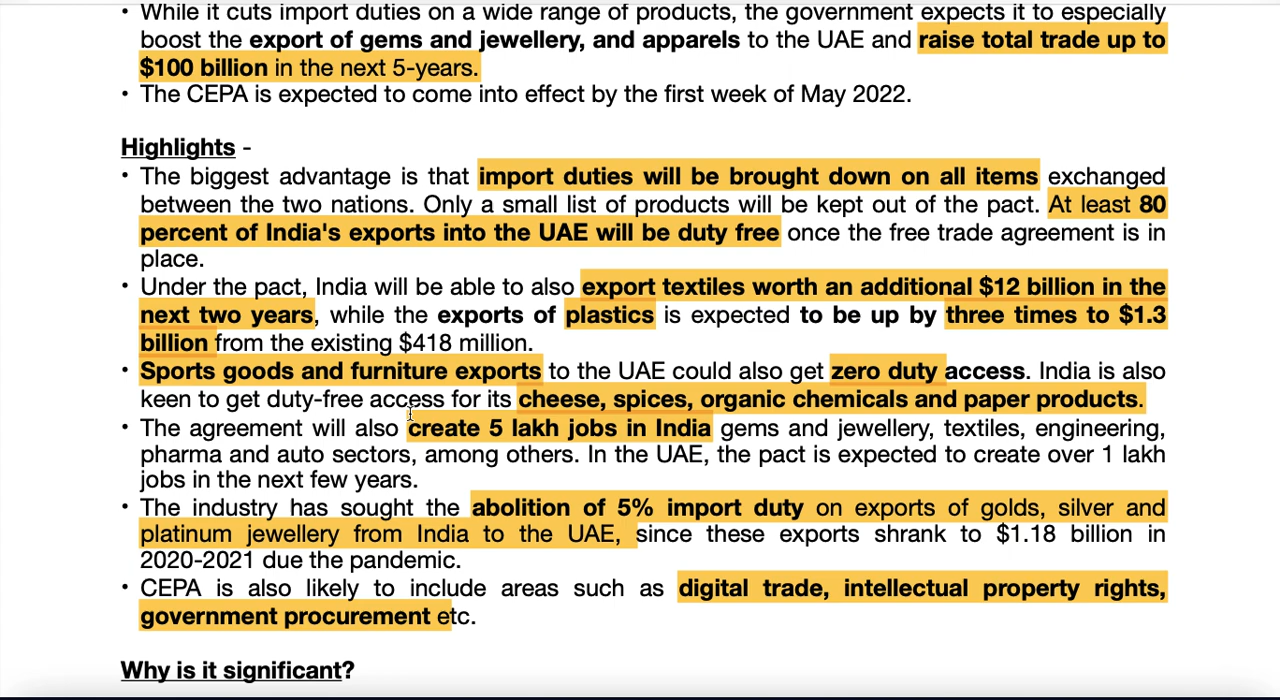 • While it cuts import duties on a wide range of products, the government expects it to especially
boost the export of gems and jewellery, and apparels to the UAE and raise total trade up to
$100 billion in the next 5-years.
• The CEPA is expected to come into effect by the first week of May 2022.
Highlights -
• The biggest advantage is that import duties will be brought down on all items exchanged
between the two nations. Only a small list of products will be kept out of the pact. At least 80
percent of India's exports into the UAE will be duty free once the free trade agreement is in
place.
• Under the pact, India will be able to also export textiles worth an additional $12 billion in the
next two years, while the exports of plastics is expected to be up by three times to $1.3
billion from the existing $418 million.
• Sports goods and furniture exports to the UAE could also get zero duty access. India is also
keen to get duty-free access for its cheese, spices, organic chemicals and paper products.
• The agreement will also create 5 lakh jobs in India gems and jewellery, textiles, engineering,
pharma and auto sectors, among others. In the UAE, the pact is expected to create over 1 lakh
jobs in the next few years.
• The industry has sought the abolition of 5% import duty on exports of golds, silver and
platinum jewellery from India to the UAE, since these exports shrank to $1.18 billion in
2020-2021 due the pandemic.
• CEPA is also likely to include areas such as digital trade, intellectual property rights,
government procurement etc.
Why is it significant?